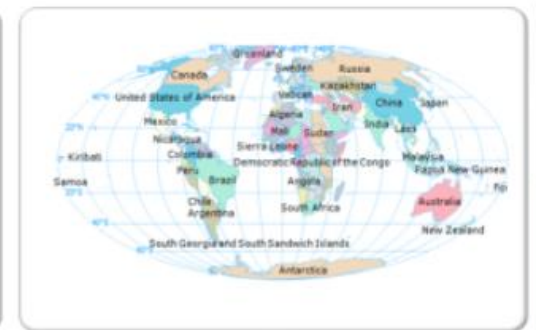 Greenland
Sweden
Russia
Canada
Kazakhstan
Vatican
United States of America
Iran
China
Japan
Algeria
Mexico
India
Laos
Mali
Sudan
Nicaragua
Sierra Leone
Colombia
Malaysia
Kiribati
Democratic Republic of the Congo
Peru
Papua New Guinea
Samoa
Brazil
Angola
Chile
Australia
South Africa
Argentina
New Zealand
South Georgia and South Sandwich Islands
Antarctica